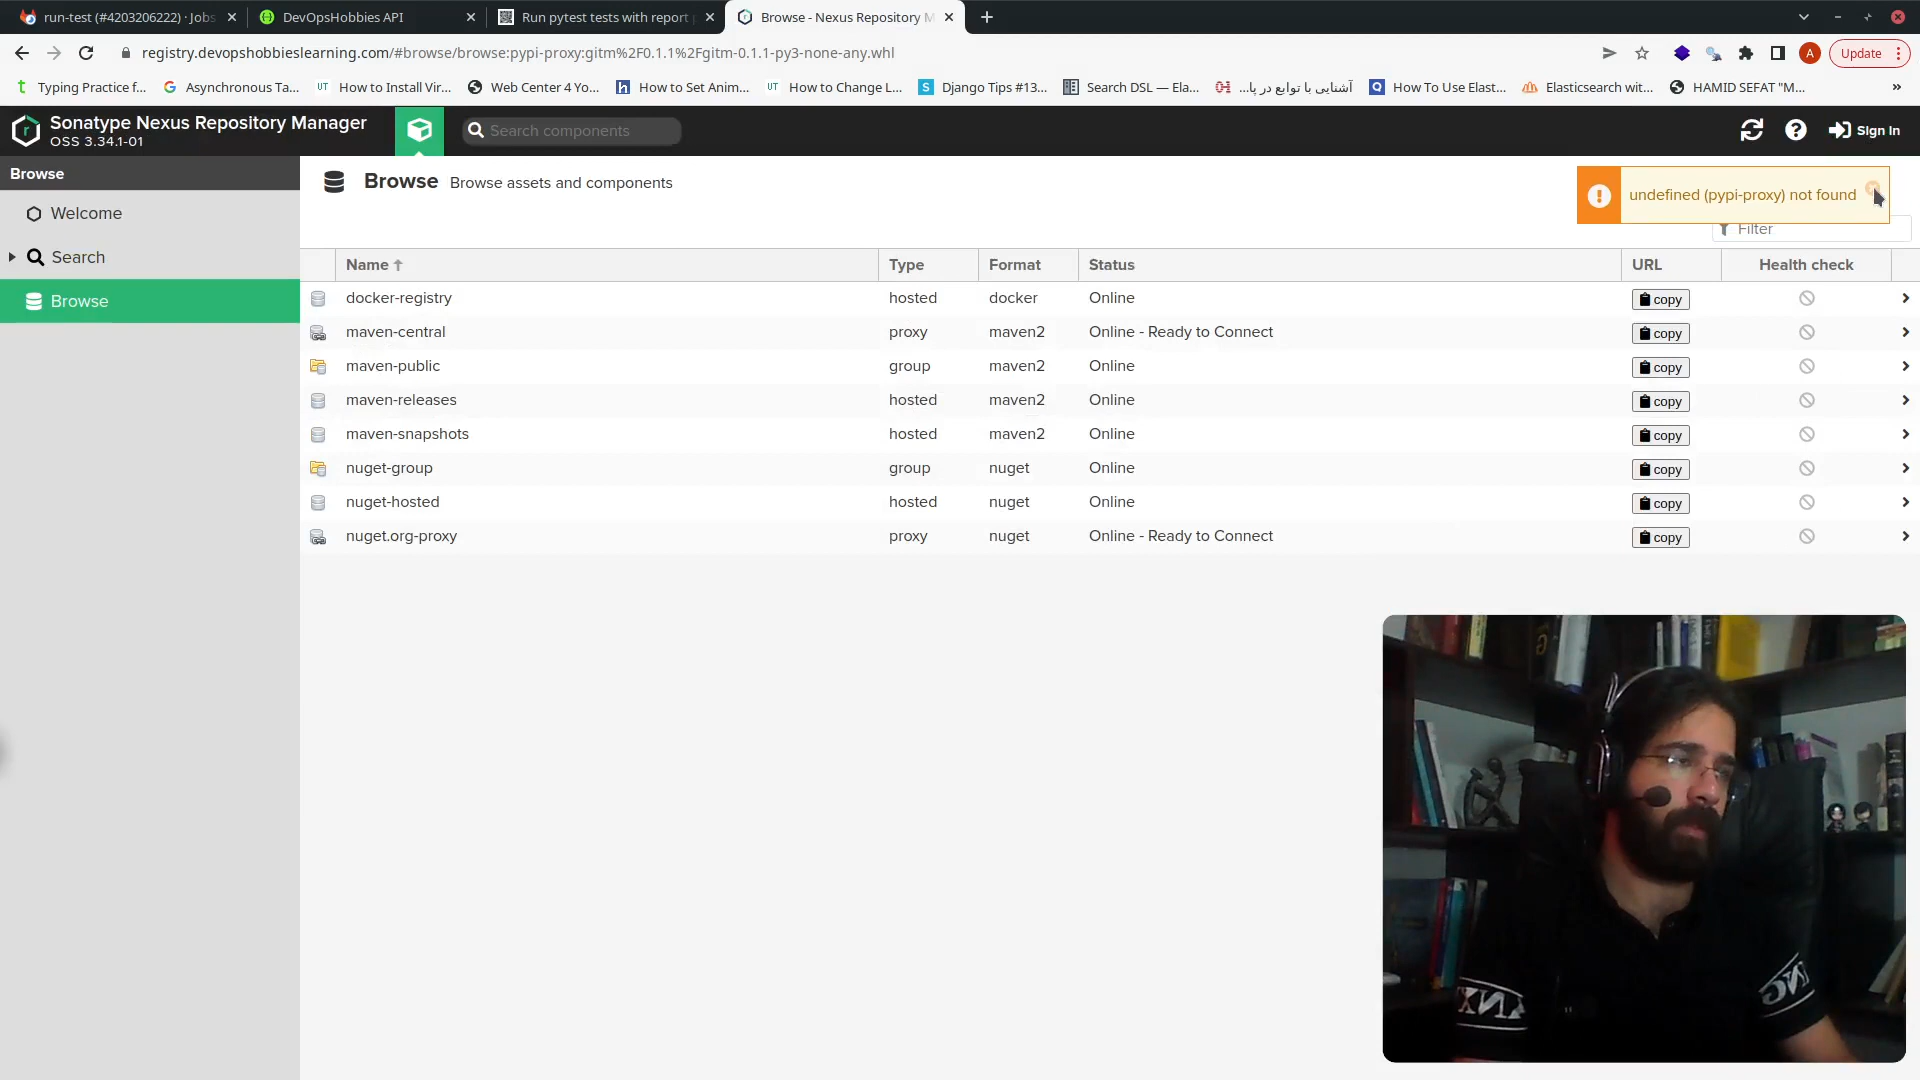 run-test (#4203206222) · Jobs
DevOpsHobbies API
Run pytest tests with report
Browse - Nexus Repository M
registry.devopshobbieslearning.com/#browse/browse:pypi-proxy:gitm%2F0.1.1%2Fgitm-0.1.1-py3-none-any.whl
A
Update
Typing Practice f...
Asynchronous Ta...
UT How to Install Vir...
Web Center 4 Yo...
How to Set Anim...
UT How to Change L...
Django Tips #13...
Search DSL — Ela...
آشنایی با توابع در پا...
How To Use Elast...
Elasticsearch wit...
HAMID SEFAT "M...
»
Sonatype Nexus Repository Manager
OSS 3.34.1-01
Search components
Sign in
Browse
Welcome
Search
Browse
Browse Browse assets and components
undefined (pypi-proxy) not found
Filter
Name Type Format Status URL Health check
docker-registry hosted docker Online copy
maven-central proxy maven2 Online - Ready to Connect copy
maven-public group maven2 Online copy
maven-releases hosted maven2 Online copy
maven-snapshots hosted maven2 Online copy
nuget-group group nuget Online copy
nuget-hosted hosted nuget Online copy
nuget.org-proxy proxy nuget Online - Ready to Connect copy